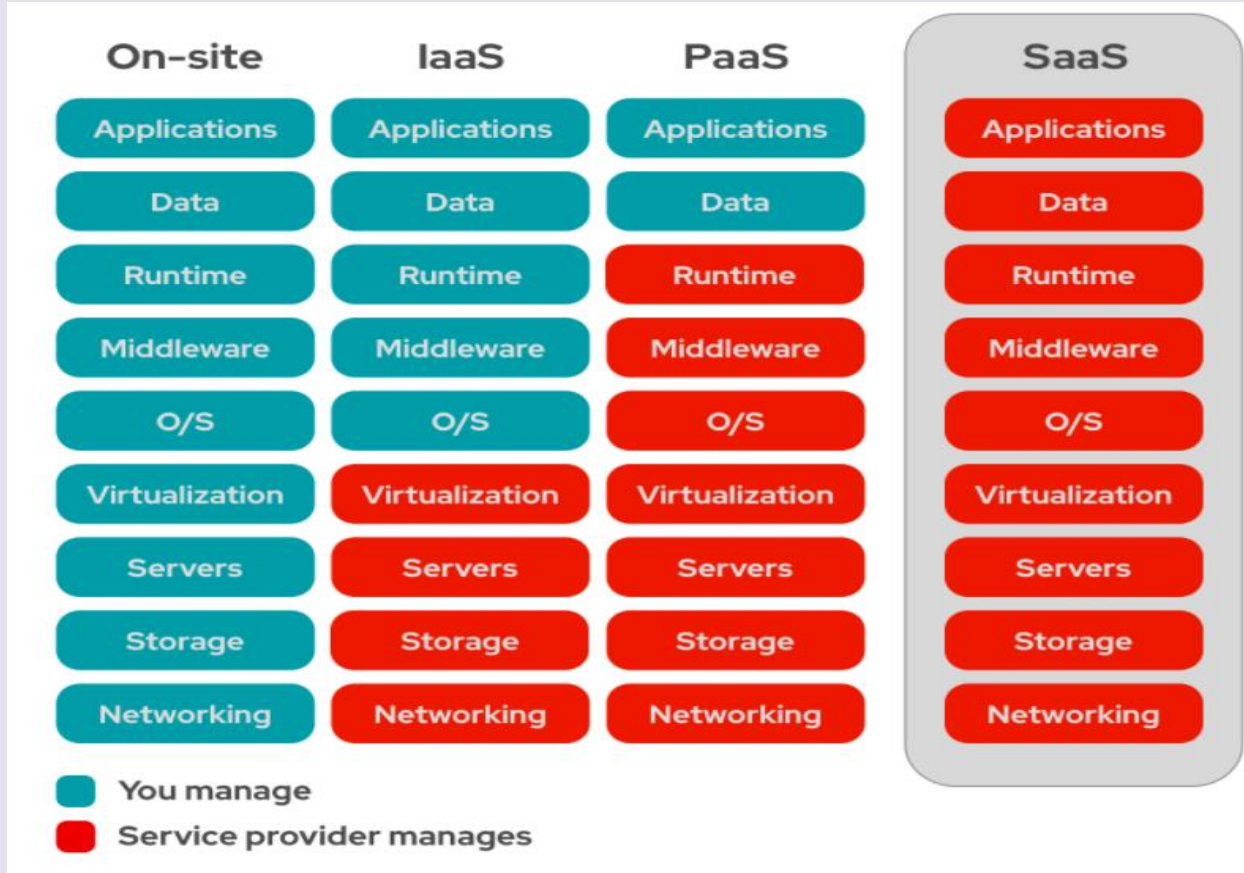 On-site IaaS PaaS SaaS
Applications Applications Applications Applications
Data Data Data Data
Runtime Runtime Runtime Runtime
Middleware Middleware Middleware Middleware
O/S O/S O/S O/S
Virtualization Virtualization Virtualization Virtualization
Servers Servers Servers Servers
Storage Storage Storage Storage
Networking Networking Networking Networking
You manage
Service provider manages